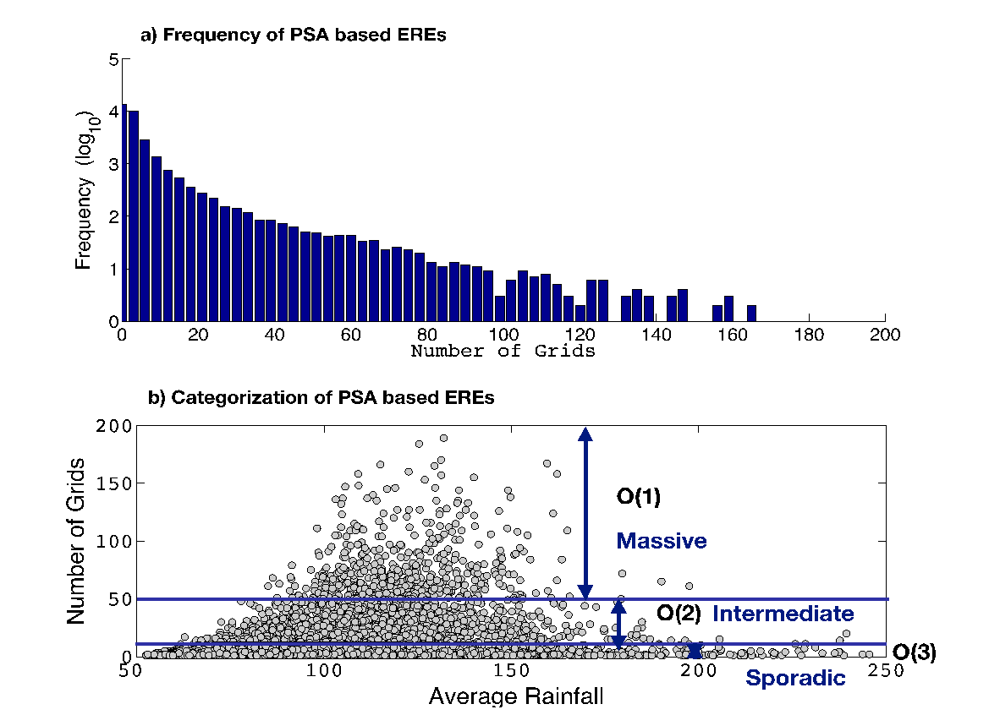 a) Frequency of PSA based EREs
5
4
3
2
1
0
Frequency (log10)
0 20 40 60 80 100 120 140 160 180 200
Number of Grids
b) Categorization of PSA based EREs
200
150
100
50
0
Number of Grids
O(1)
Massive
O(2) Intermediate
O(3)
50 100 150 200 250
Sporadic
Average Rainfall